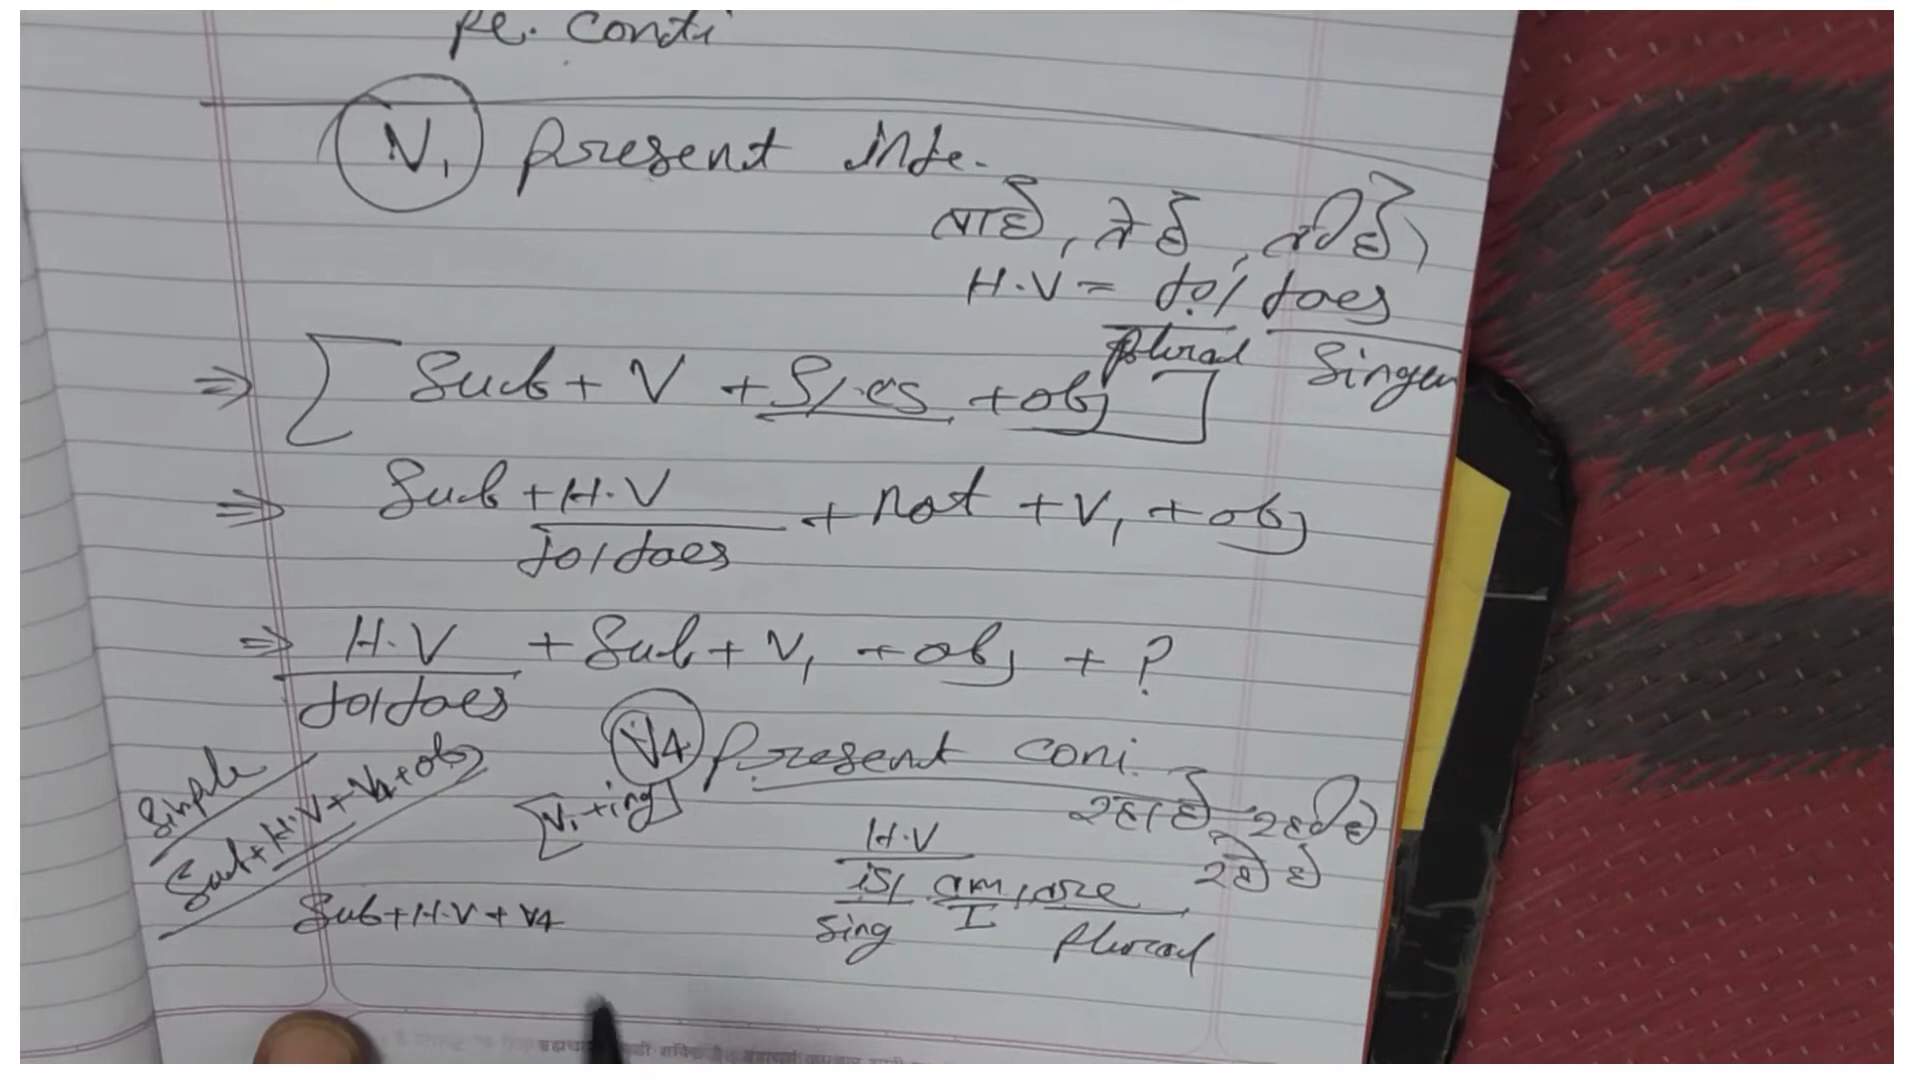 Pe. Conti
V₁ Present Inde.
ता है, ते है, ती है,
H.V = do/does
Plural Singu
⇒ [Sub + V + S/es + obj]
⇒ Sub + H.V + not + V₁ + obj
do/does
⇒ H.V + Sub + V₁ + obj + ?
do/does
V4 Present Coni.
[V₁+ing]
रहा है, रही है
रहे है
H.V
is/ am, are
Sing I Plural
Simple
Sub+H.V+V4+obj
Sub+H.V+V4